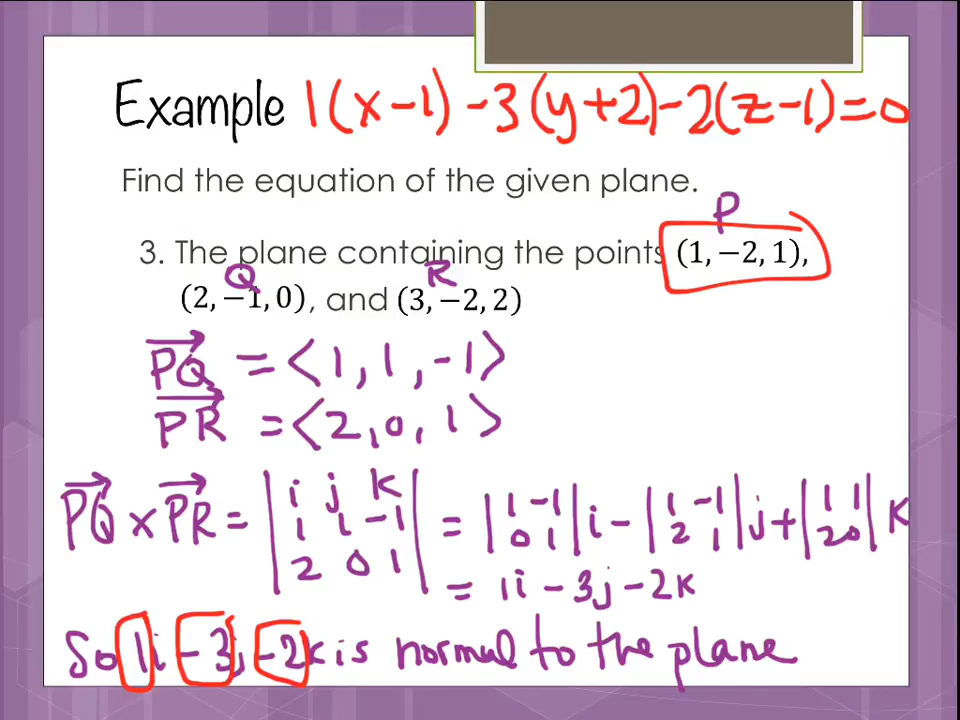 Example 1(x-1)-3(y+2)-2(z-1)=0
Find the equation of the given plane.
P
3. The plane containing the points (1, −2, 1),
Q R
(2, −1, 0), and (3, −2, 2)
PQ = <1, 1, -1>
PR = <2, 0, 1>
PQ x PR = | i j k | = | 1 -1 | i - | 1 -1 | j + | 1 1 | k
| 1 1 -1 | | 0 1 | | 2 1 | | 2 0 |
| 2 0 1 |
= 1i - 3j - 2k
So 1i - 3j - 2k is normal to the plane